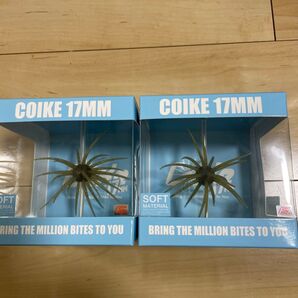 COIKE 17MM
SOFT
MATERIAL
BRING THE MILLION BITES TO YOU
COIKE 17MM
SOFT
MATERIAL
BRING THE MILLION BITES TO YOU